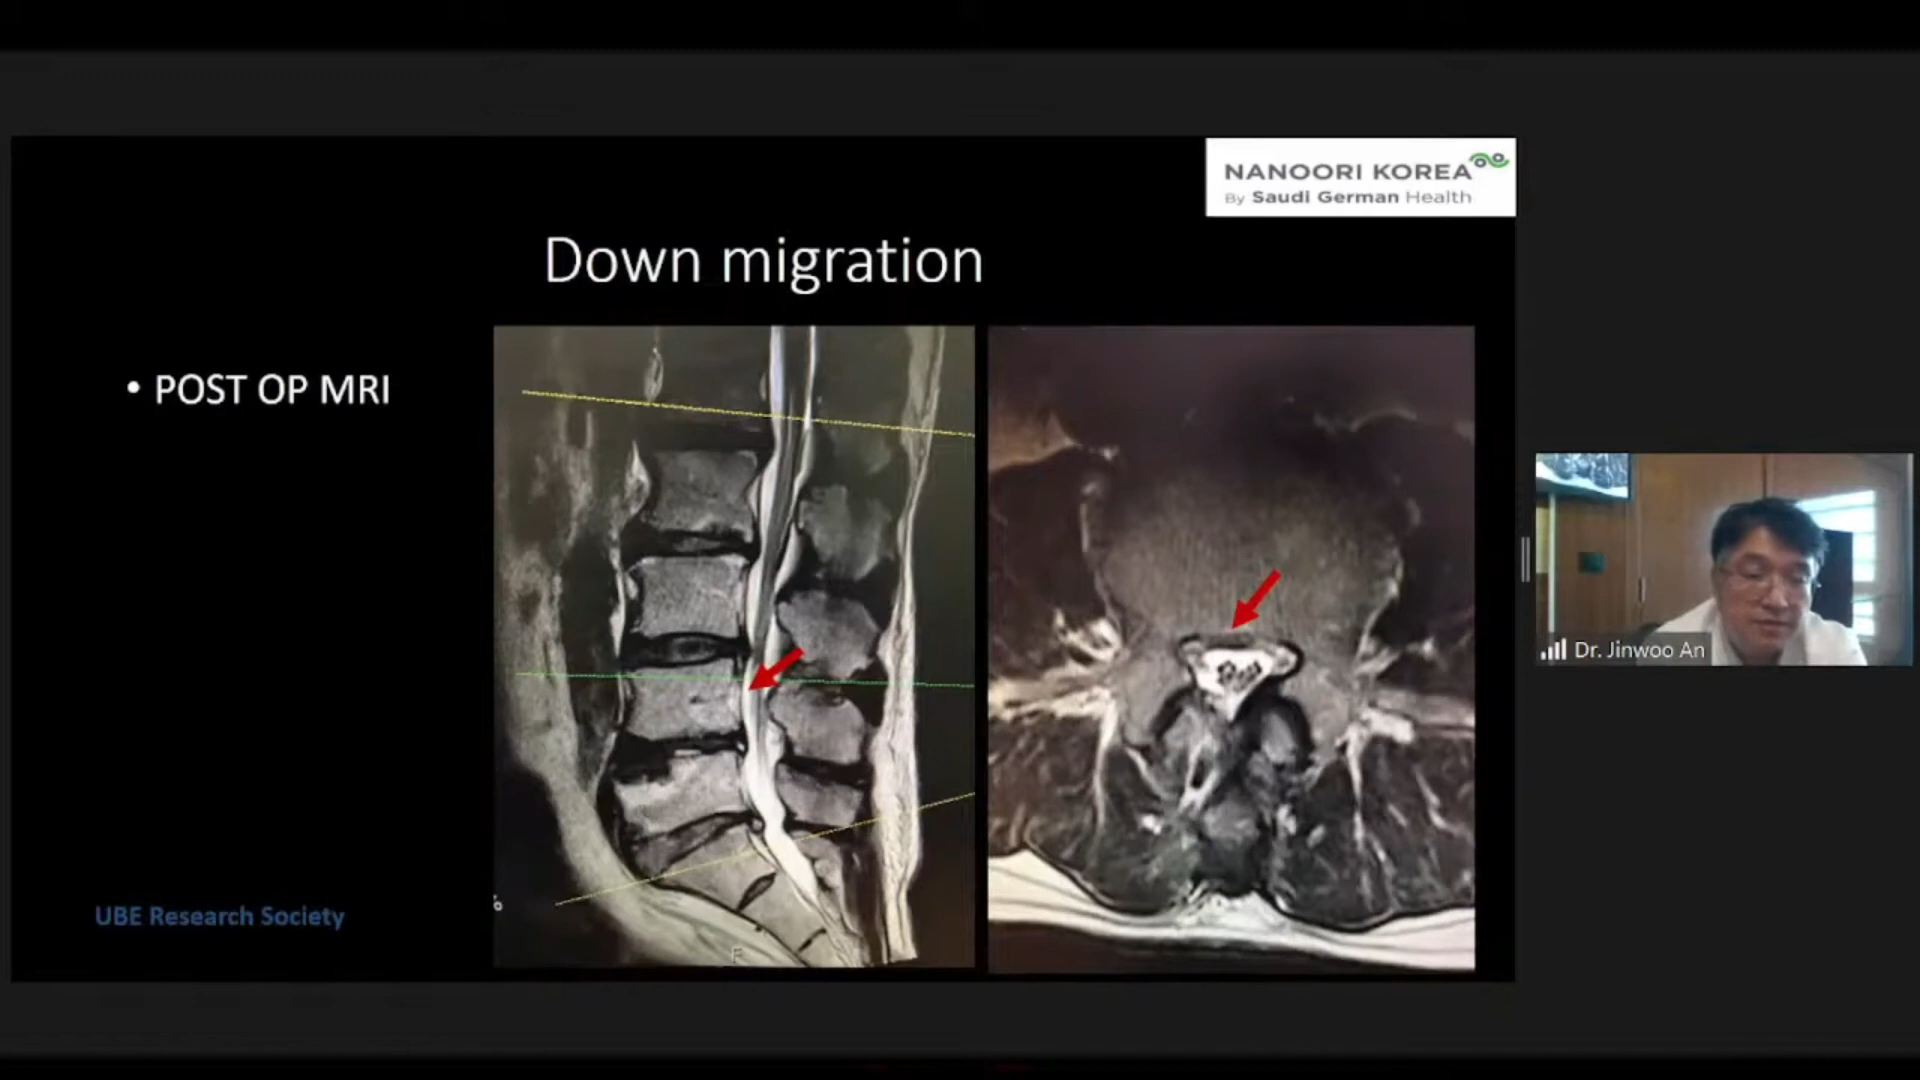 NANOORI KOREA
By Saudi German Health
Down migration
• POST OP MRI
UBE Research Society
F
Dr. Jinwoo An